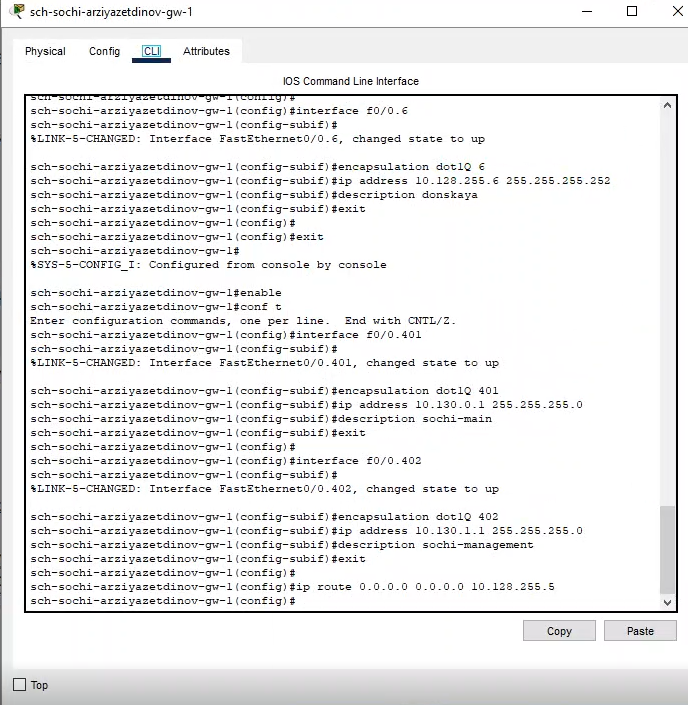 sch-sochi-arziyazetdinov-gw-1
Physical Config CLI Attributes
IOS Command Line Interface
sch-sochi-arziyazetdinov-gw-1(config)#
sch-sochi-arziyazetdinov-gw-1(config)#interface f0/0.6
sch-sochi-arziyazetdinov-gw-1(config-subif)#
%LINK-5-CHANGED: Interface FastEthernet0/0.6, changed state to up
sch-sochi-arziyazetdinov-gw-1(config-subif)#encapsulation dot1Q 6
sch-sochi-arziyazetdinov-gw-1(config-subif)#ip address 10.128.255.6 255.255.255.252
sch-sochi-arziyazetdinov-gw-1(config-subif)#description donskaya
sch-sochi-arziyazetdinov-gw-1(config-subif)#exit
sch-sochi-arziyazetdinov-gw-1(config)#
sch-sochi-arziyazetdinov-gw-1(config)#exit
sch-sochi-arziyazetdinov-gw-1#
%SYS-5-CONFIG_I: Configured from console by console
sch-sochi-arziyazetdinov-gw-1#enable
sch-sochi-arziyazetdinov-gw-1#conf t
Enter configuration commands, one per line.  End with CNTL/Z.
sch-sochi-arziyazetdinov-gw-1(config)#interface f0/0.401
sch-sochi-arziyazetdinov-gw-1(config-subif)#
%LINK-5-CHANGED: Interface FastEthernet0/0.401, changed state to up
sch-sochi-arziyazetdinov-gw-1(config-subif)#encapsulation dot1Q 401
sch-sochi-arziyazetdinov-gw-1(config-subif)#ip address 10.130.0.1 255.255.255.0
sch-sochi-arziyazetdinov-gw-1(config-subif)#description sochi-main
sch-sochi-arziyazetdinov-gw-1(config-subif)#exit
sch-sochi-arziyazetdinov-gw-1(config)#
sch-sochi-arziyazetdinov-gw-1(config)#interface f0/0.402
sch-sochi-arziyazetdinov-gw-1(config-subif)#
%LINK-5-CHANGED: Interface FastEthernet0/0.402, changed state to up
sch-sochi-arziyazetdinov-gw-1(config-subif)#encapsulation dot1Q 402
sch-sochi-arziyazetdinov-gw-1(config-subif)#ip address 10.130.1.1 255.255.255.0
sch-sochi-arziyazetdinov-gw-1(config-subif)#description sochi-management
sch-sochi-arziyazetdinov-gw-1(config-subif)#exit
sch-sochi-arziyazetdinov-gw-1(config)#
sch-sochi-arziyazetdinov-gw-1(config)#ip route 0.0.0.0 0.0.0.0 10.128.255.5
sch-sochi-arziyazetdinov-gw-1(config)#
Copy Paste
Top